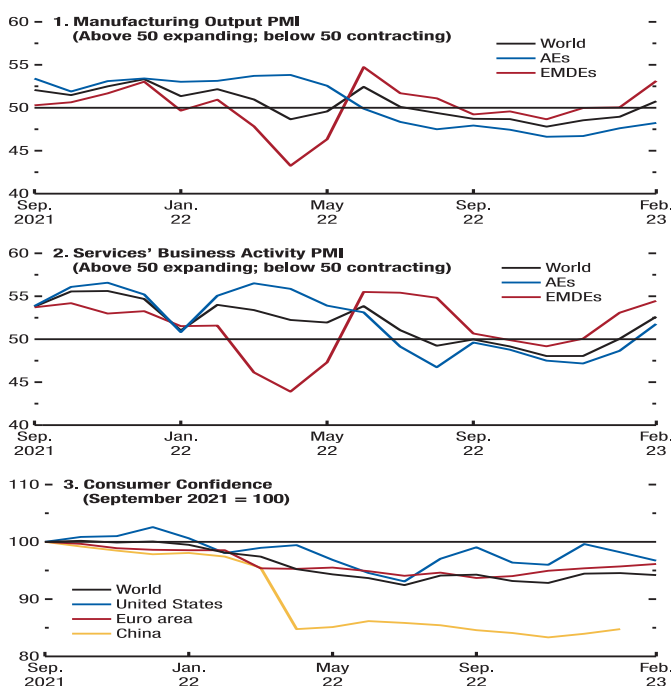 1. Manufacturing Output PMI
(Above 50 expanding; below 50 contracting)
World
AEs
EMDEs
60
55
50
45
40
Sep.
2021
Jan.
22
May
22
Sep.
22
Feb.
23
2. Services’ Business Activity PMI
(Above 50 expanding; below 50 contracting)
World
AEs
EMDEs
60
55
50
45
40
Sep.
2021
Jan.
22
May
22
Sep.
22
Feb.
23
3. Consumer Confidence
(September 2021 = 100)
110
100
90
80
World
United States
Euro area
China
Sep.
2021
Jan.
22
May
22
Sep.
22
Feb.
23